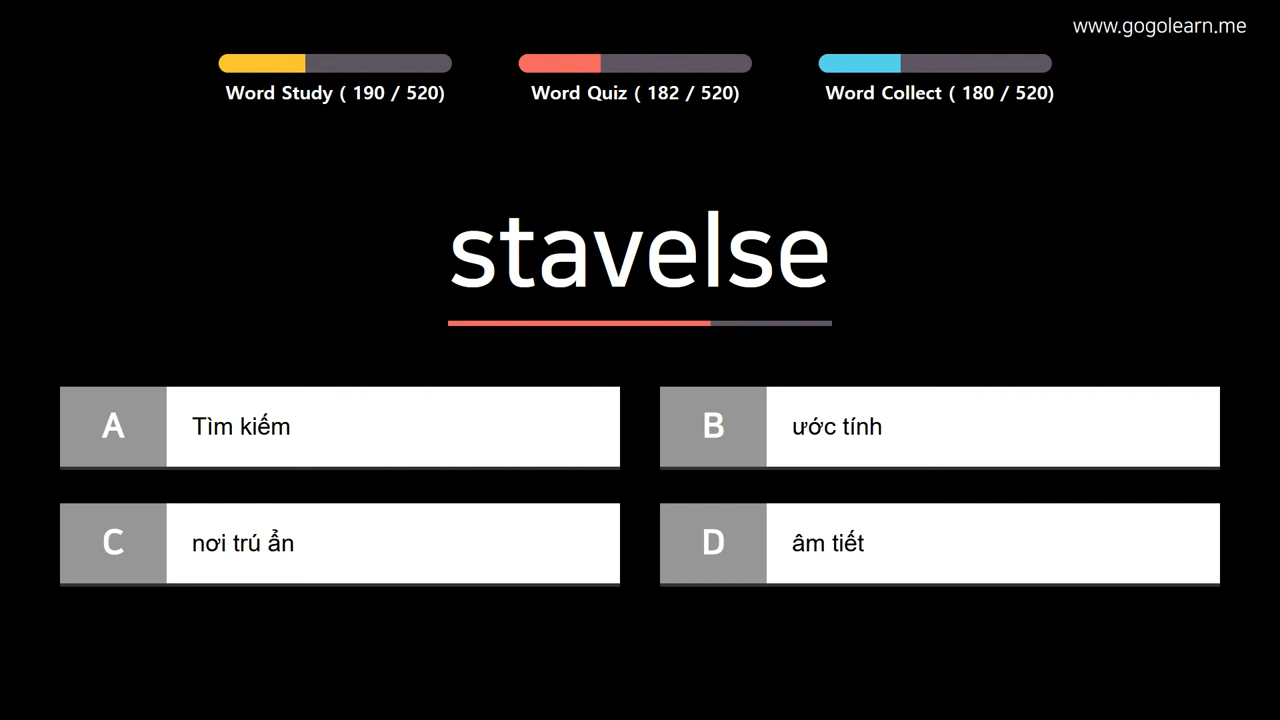 www.gogolearn.me
Word Study ( 190 / 520)
Word Quiz ( 182 / 520)
Word Collect ( 180 / 520)
stavelse
A Tìm kiếm
B ước tính
C nơi trú ẩn
D âm tiết